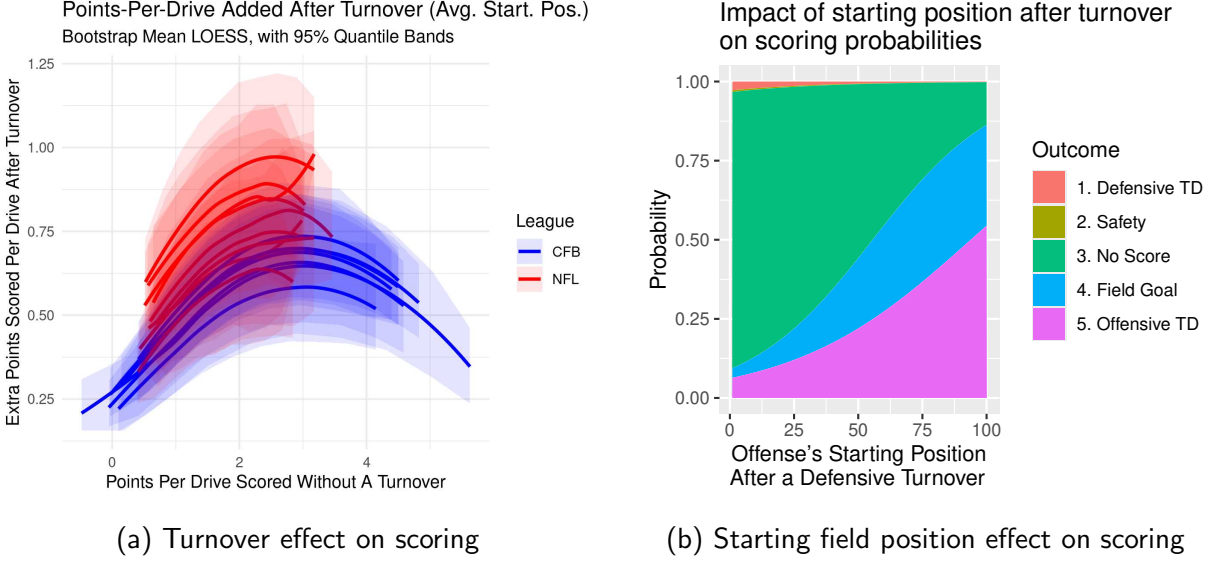 Points-Per-Drive Added After Turnover (Avg. Start. Pos.)
Bootstrap Mean LOESS, with 95% Quantile Bands
Extra Points Scored Per Drive After Turnover
1.25
1.00
0.75
0.50
0.25
0
2
4
Points Per Drive Scored Without A Turnover
League
CFB
NFL
(a) Turnover effect on scoring
Impact of starting position after turnover
on scoring probabilities
Probability
1.00
0.75
0.50
0.25
0.00
0
25
50
75
100
Offense's Starting Position
After a Defensive Turnover
Outcome
1. Defensive TD
2. Safety
3. No Score
4. Field Goal
5. Offensive TD
(b) Starting field position effect on scoring